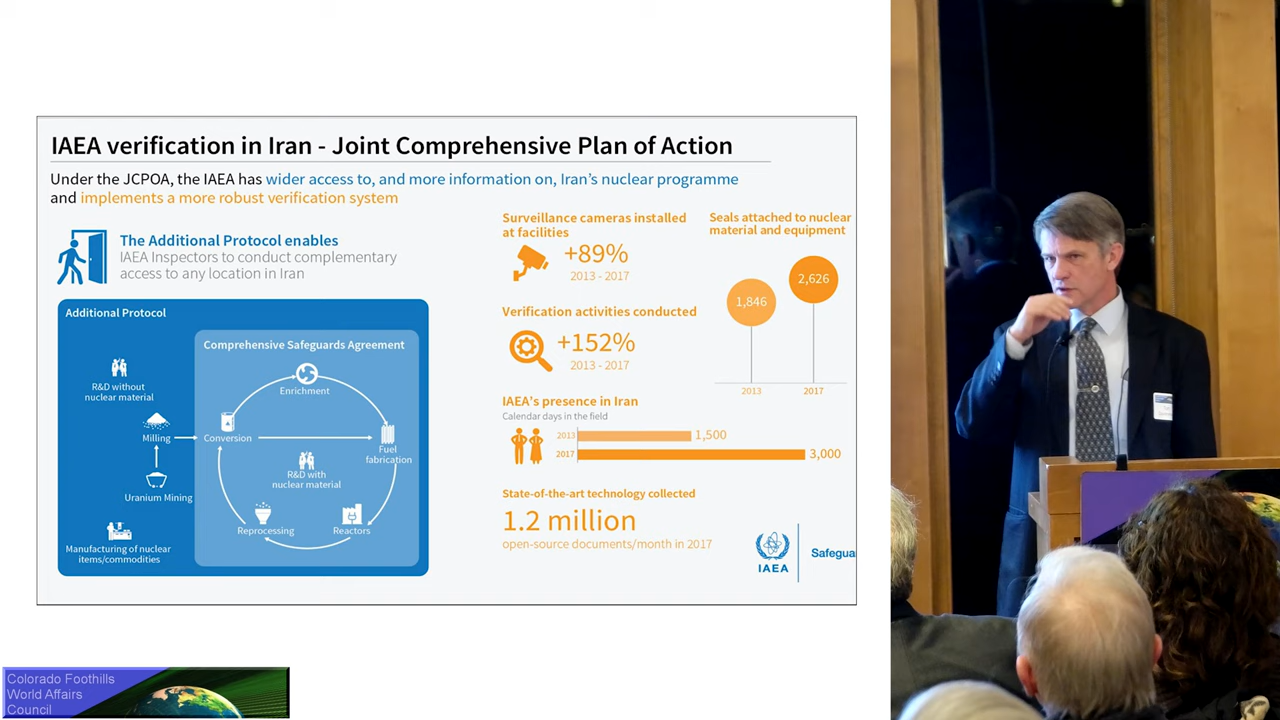 IAEA verification in Iran - Joint Comprehensive Plan of Action
Under the JCPOA, the IAEA has wider access to, and more information on, Iran's nuclear programme
and implements a more robust verification system
The Additional Protocol enables
IAEA Inspectors to conduct complementary
access to any location in Iran
Additional Protocol
Comprehensive Safeguards Agreement
R&D without
nuclear material
Enrichment
Milling
Conversion
Fuel
fabrication
R&D with
nuclear material
Uranium Mining
Reprocessing
Reactors
Manufacturing of nuclear
items/commodities
Surveillance cameras installed
at facilities
+89%
2013 - 2017
Seals attached to nuclear
material and equipment
1,846
2,626
2013
2017
Verification activities conducted
+152%
2013 - 2017
IAEA's presence in Iran
Calendar days in the field
2013
1,500
2017
3,000
State-of-the-art technology collected
1.2 million
open-source documents/month in 2017
IAEA
Safegua
Colorado Foothills
World Affairs
Council